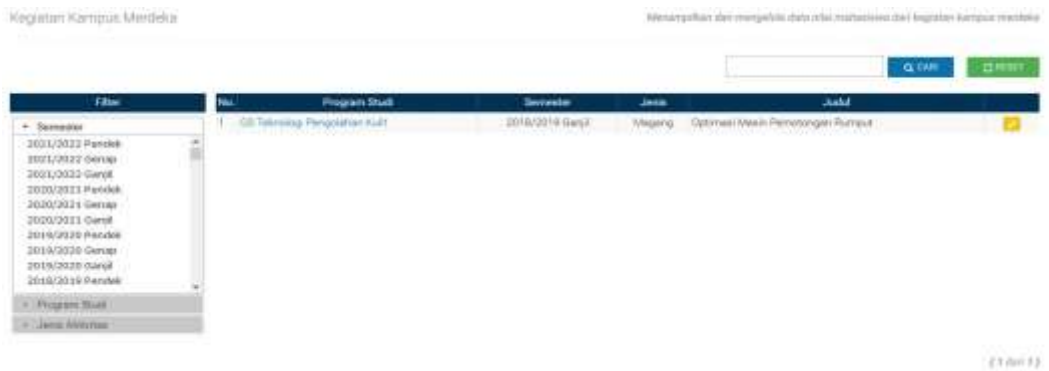 Kegiatan Kampus Merdeka
Menampilkan dan mengelola data nilai mahasiswa dari kegiatan kampus merdeka
CARI RESET
Filter
No. Program Studi Semester Jenis Judul
Semester
1 Teknologi Pengolahan Kulit 2018/2019 Ganjil Magang Optimasi Mesin Pemotongan Rumput
2021/2022 Pendek
2021/2022 Genap
2021/2022 Ganjil
2020/2021 Pendek
2020/2021 Genap
2020/2021 Ganjil
2019/2020 Pendek
2019/2020 Genap
2019/2020 Ganjil
2018/2019 Pendek
Program Studi
Jenis Aktivitas
( 1 dari 1 )